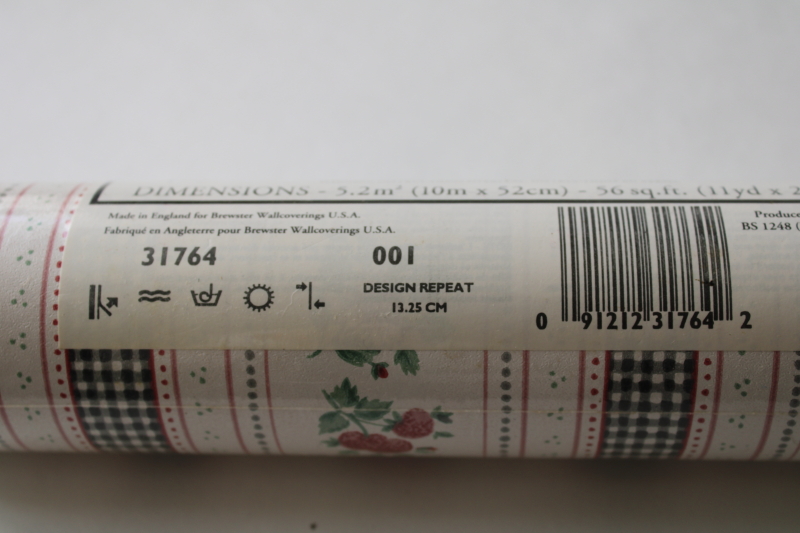 DIMENSIONS - 5.2m² (10m x 52cm) - 56 sq.ft. (11yd x
Made in England for Brewster Wallcoverings U.S.A.
Fabriqué en Angleterre pour Brewster Wallcoverings U.S.A.
31764 001
DESIGN REPEAT
13.25 CM
0 91212 31764 2
Produce
BS 1248 (